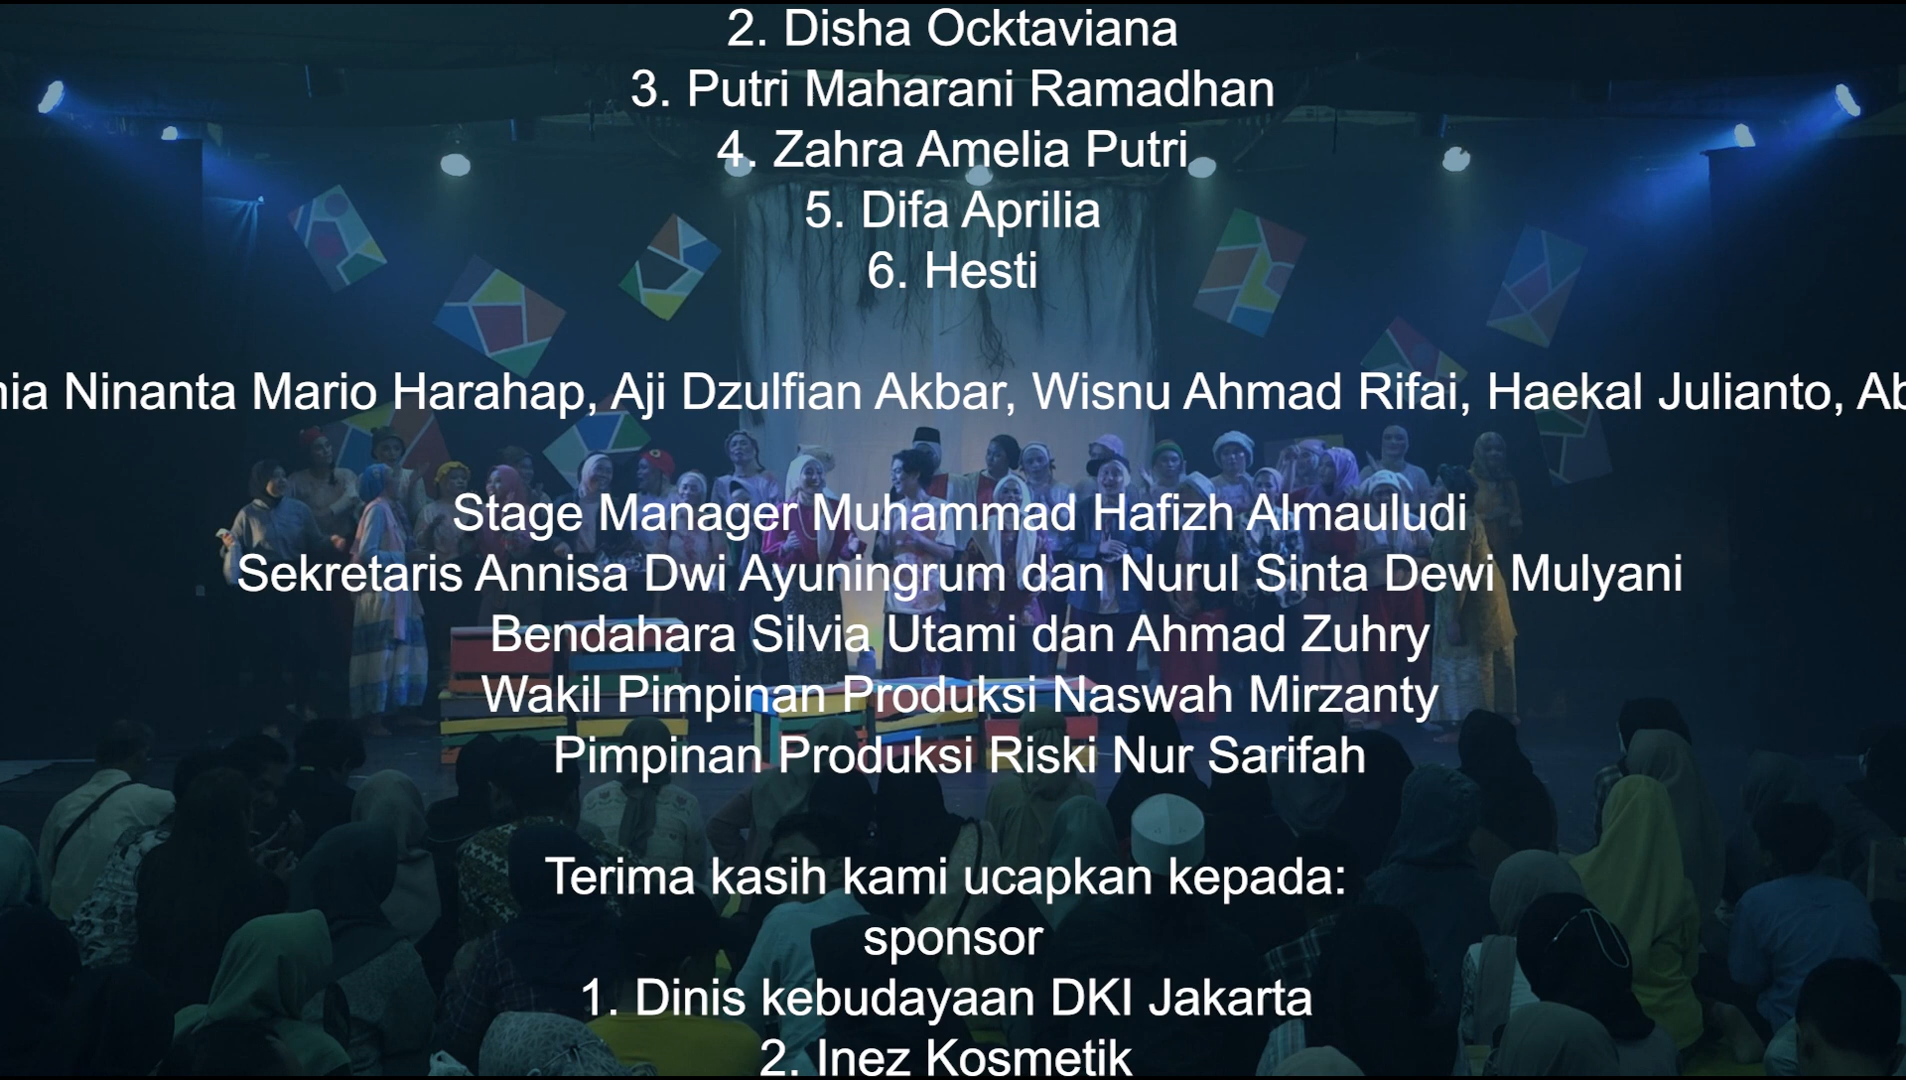 2. Disha Ocktaviana
3. Putri Maharani Ramadhan
4. Zahra Amelia Putri
5. Difa Aprilia
6. Hesti
Ninanta Mario Harahap, Aji Dzulfian Akbar, Wisnu Ahmad Rifai, Haekal Julianto,
Stage Manager Muhammad Hafizh Almauludi
Sekretaris Annisa Dwi Ayuningrum dan Nurul Sinta Dewi Mulyani
Bendahara Silvia Utami dan Ahmad Zuhry
Wakil Pimpinan Produksi Naswah Mirzanty
Pimpinan Produksi Riski Nur Sarifah
Terima kasih kami ucapkan kepada:
sponsor
1. Dinis kebudayaan DKI Jakarta
2. Inez Kosmetik